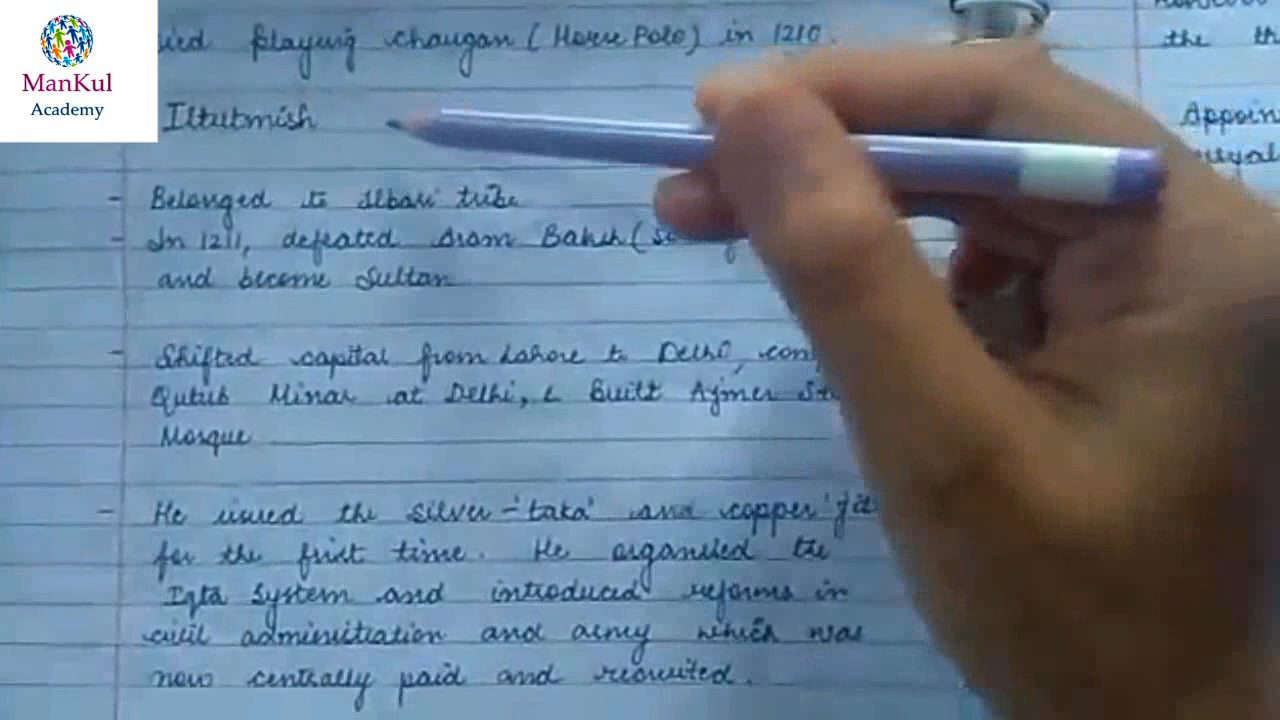 ManKul
Academy
died playing chaugan (Horse Polo) in 1210.
the th
Iltutmish
Appoin
- Belonged to Ilbari tribe
- In 1211, defeated Aram Baksh (
and become Sultan
- Shifted capital from Lahore to Delhi,
Qutub Minar at Delhi, & Built Ajmer
Mosque
- He issued the silver-'taka' and copper 'jit
for the frist time. He organised the
Iqta system and introduced reforms in
civil administration and army which was
now centrally paid and recruited.